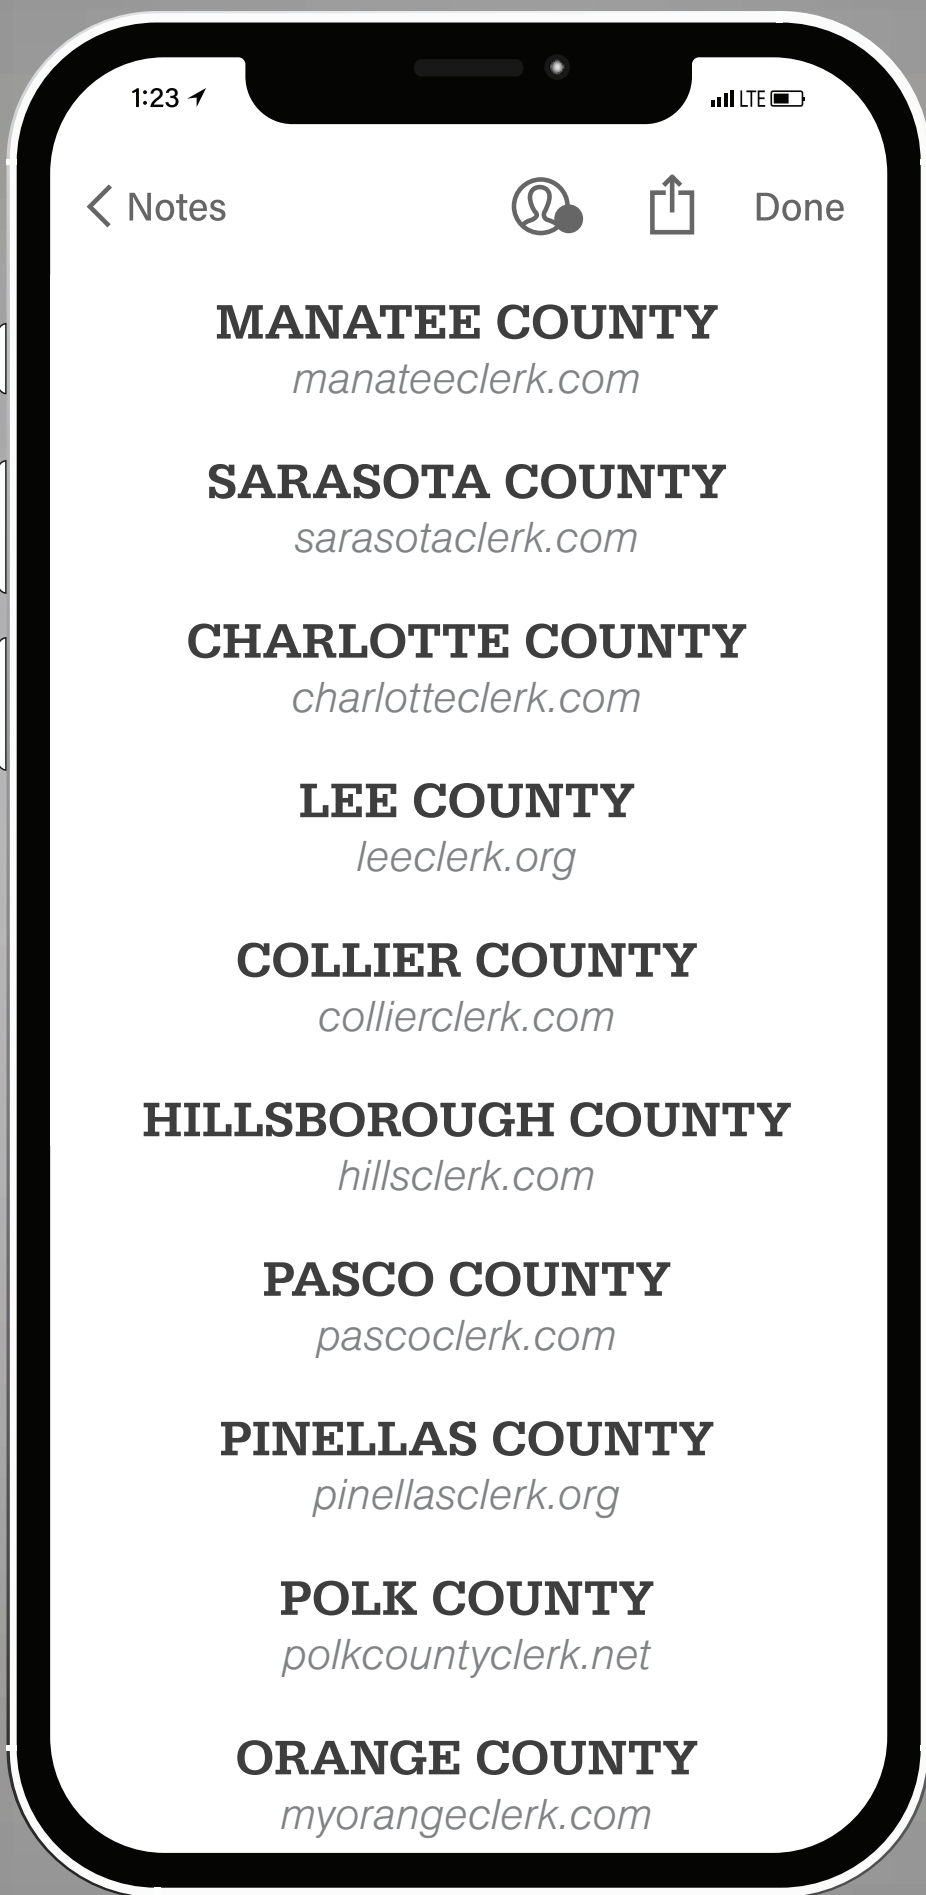 1:23 LTE
Notes Done
MANATEE COUNTY
manateeclerk.com
SARASOTA COUNTY
sarasotaclerk.com
CHARLOTTE COUNTY
charlotteclerk.com
LEE COUNTY
leeclerk.org
COLLIER COUNTY
collierclerk.com
HILLSBOROUGH COUNTY
hillsclerk.com
PASCO COUNTY
pascoclerk.com
PINELLAS COUNTY
pinellasclerk.org
POLK COUNTY
polkcountyclerk.net
ORANGE COUNTY
myorangeclerk.com